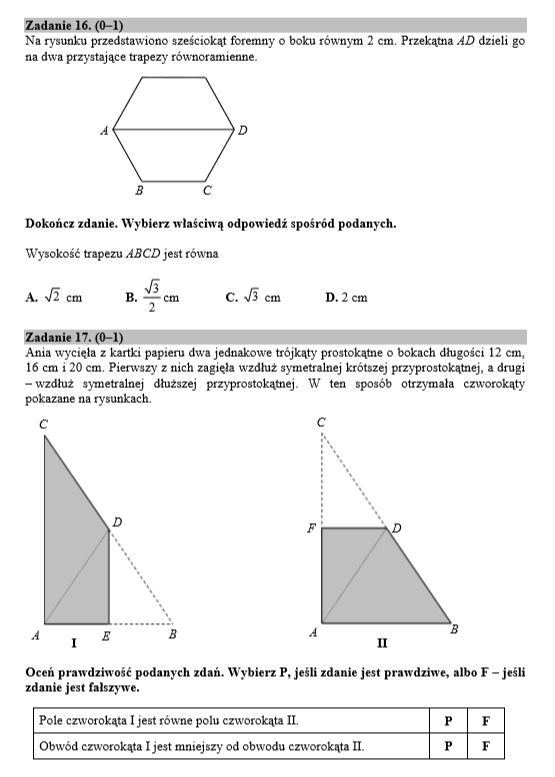 Zadanie 16. (0–1)
Na rysunku przedstawiono sześciokąt foremny o boku równym 2 cm. Przekątna AD dzieli go
na dwa przystające trapezy równoramienne.
A
D
B
C
Dokończ zdanie. Wybierz właściwą odpowiedź spośród podanych.
Wysokość trapezu ABCD jest równa
A. √2 cm B. √3/2 cm C. √3 cm D. 2 cm
Zadanie 17. (0–1)
Ania wycięła z kartki papieru dwa jednakowe trójkąty prostokątne o bokach długości 12 cm,
16 cm i 20 cm. Pierwszy z nich zagięła wzdłuż symetralnej krótszej przyprostokątnej, a drugi
– wzdłuż symetralnej dłuższej przyprostokątnej. W ten sposób otrzymała czworokąty
pokazane na rysunkach.
C
D
A
E
B
I
C
F
D
A
B
II
Oceń prawdziwość podanych zdań. Wybierz P, jeśli zdanie jest prawdziwe, albo F – jeśli
zdanie jest fałszywe.
Pole czworokąta I jest równe polu czworokąta II. P F
Obwód czworokąta I jest mniejszy od obwodu czworokąta II. P F